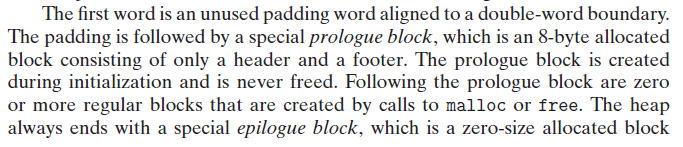 The first word is an unused padding word aligned to a double-word boundary.
The padding is followed by a special prologue block, which is an 8-byte allocated
block consisting of only a header and a footer. The prologue block is created
during initialization and is never freed. Following the prologue block are zero
or more regular blocks that are created by calls to malloc or free. The heap
always ends with a special epilogue block, which is a zero-size allocated block